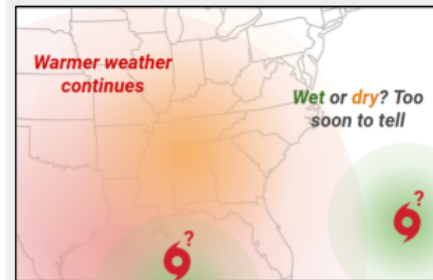 Warmer weather
continues
Wet or dry? Too
soon to tell
?
?